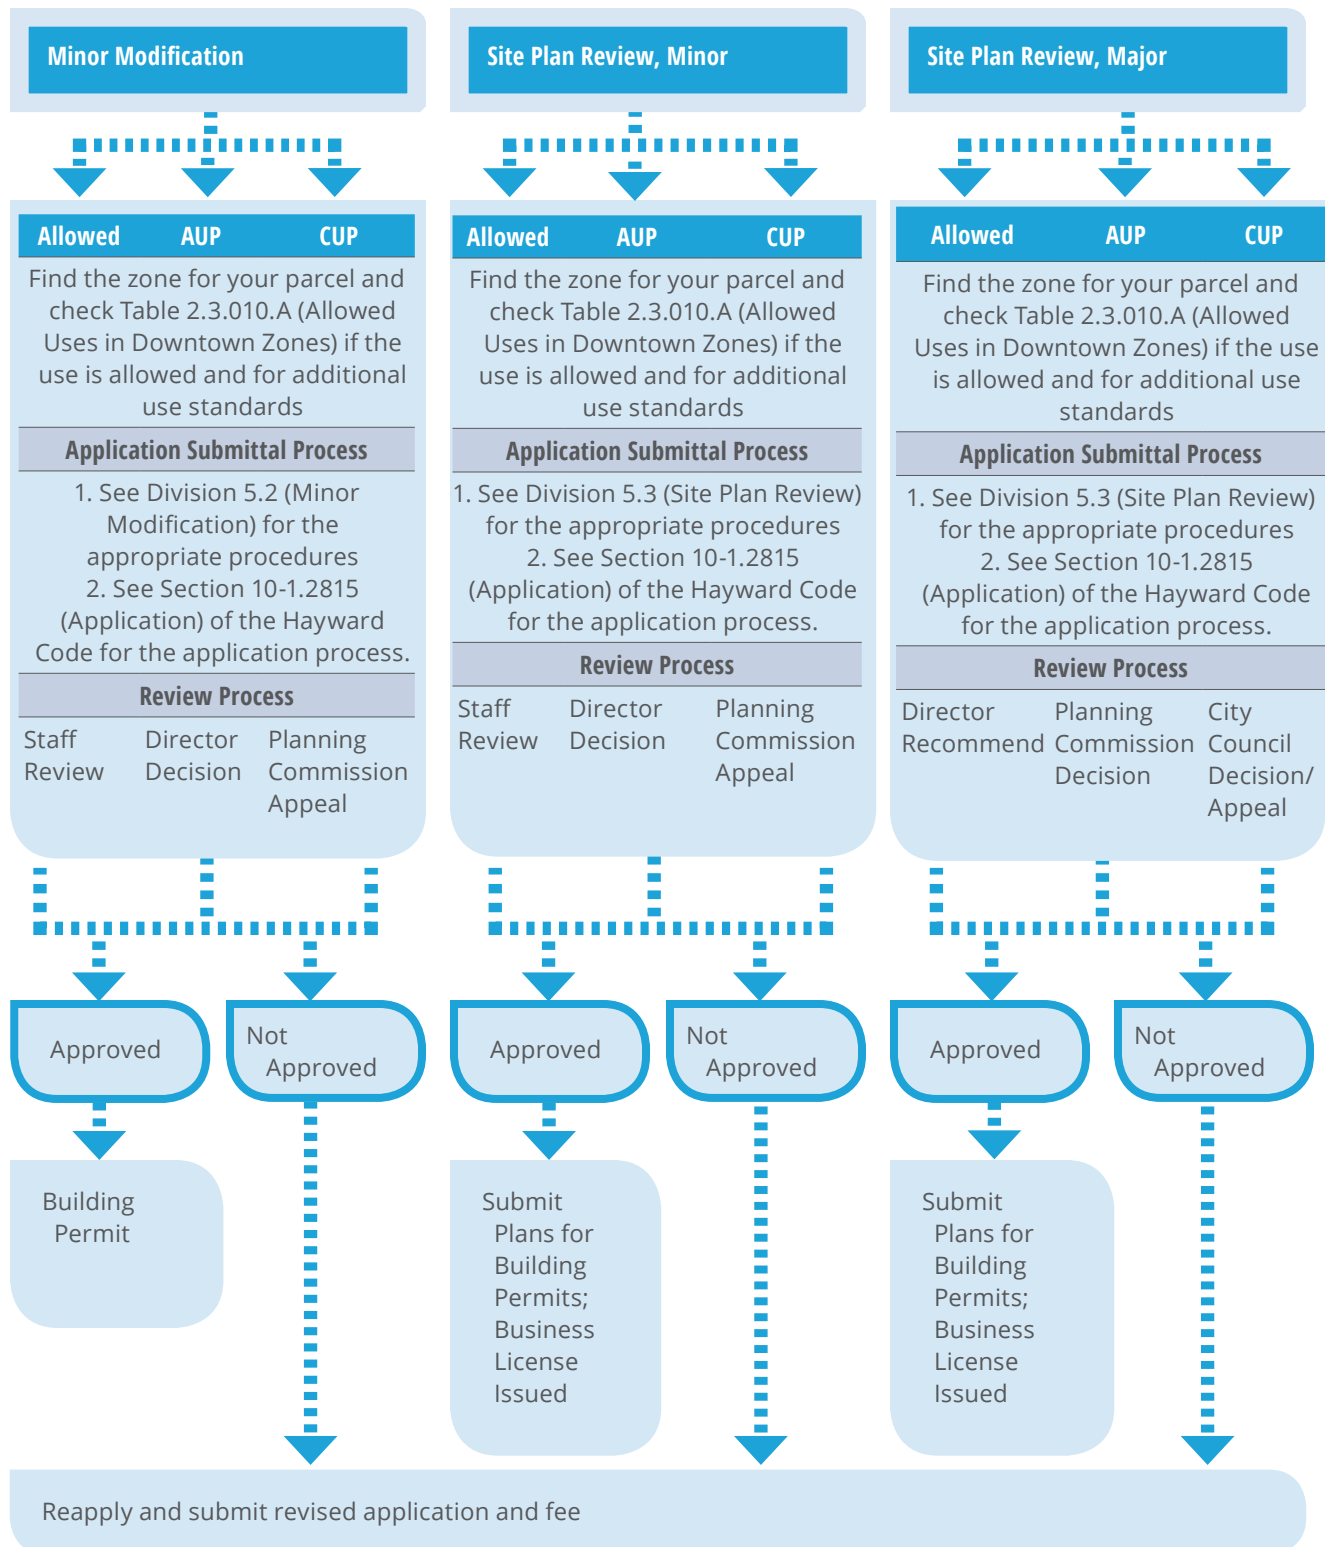 Minor Modification
Allowed AUP CUP
Find the zone for your parcel and
check Table 2.3.010.A (Allowed
Uses in Downtown Zones) if the
use is allowed and for additional
use standards
Application Submittal Process
1. See Division 5.2 (Minor
Modification) for the
appropriate procedures
2. See Section 10-1.2815
(Application) of the Hayward
Code for the application process.
Review Process
Staff
Review
Director
Decision
Planning
Commission
Appeal
Approved
Not
Approved
Building
Permit
Site Plan Review, Minor
Allowed AUP CUP
Find the zone for your parcel and
check Table 2.3.010.A (Allowed
Uses in Downtown Zones) if the
use is allowed and for additional
use standards
Application Submittal Process
1. See Division 5.3 (Site Plan Review)
for the appropriate procedures
2. See Section 10-1.2815
(Application) of the Hayward Code
for the application process.
Review Process
Staff
Review
Director
Decision
Planning
Commission
Appeal
Approved
Not
Approved
Submit
Plans for
Building
Permits;
Business
License
Issued
Site Plan Review, Major
Allowed AUP CUP
Find the zone for your parcel and
check Table 2.3.010.A (Allowed
Uses in Downtown Zones) if the use
is allowed and for additional use
standards
Application Submittal Process
1. See Division 5.3 (Site Plan Review)
for the appropriate procedures
2. See Section 10-1.2815
(Application) of the Hayward Code
for the application process.
Review Process
Director
Recommend
Planning
Commission
Decision
City
Council
Decision/
Appeal
Approved
Not
Approved
Submit
Plans for
Building
Permits;
Business
License
Issued
Reapply and submit revised application and fee